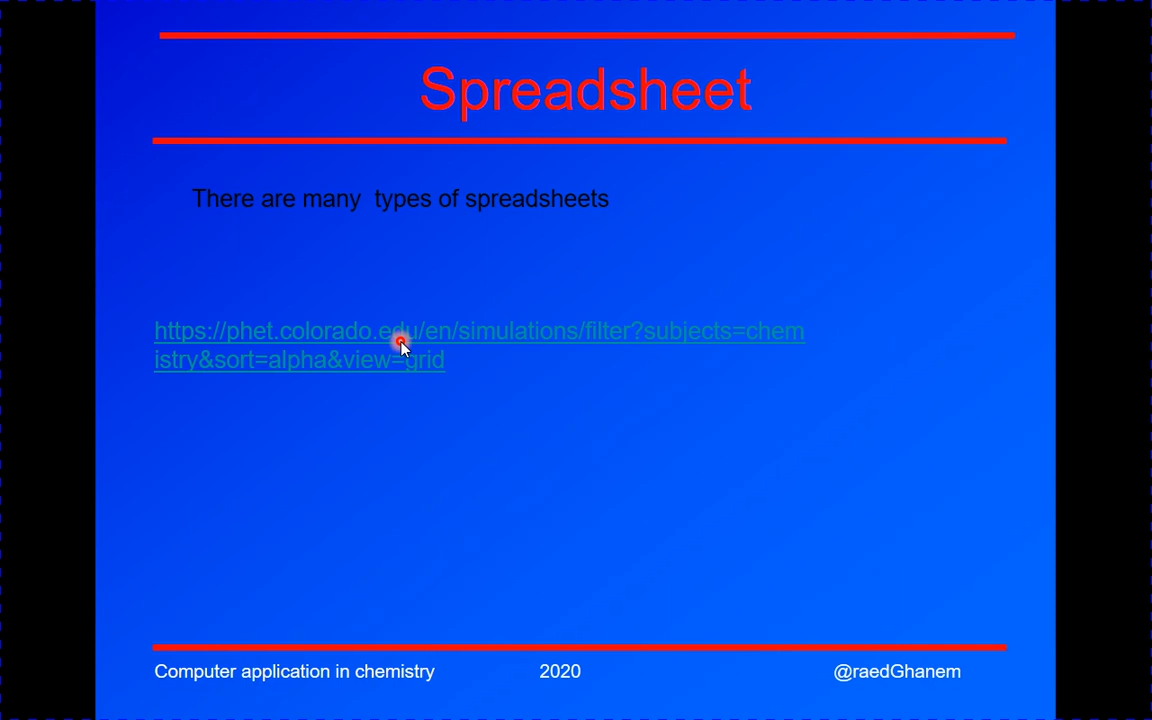 Spreadsheet
There are many  types of spreadsheets
https://phet.colorado.edu/en/simulations/filter?subjects=chem
istry&sort=alpha&view=grid
Computer application in chemistry 2020 @raedGhanem